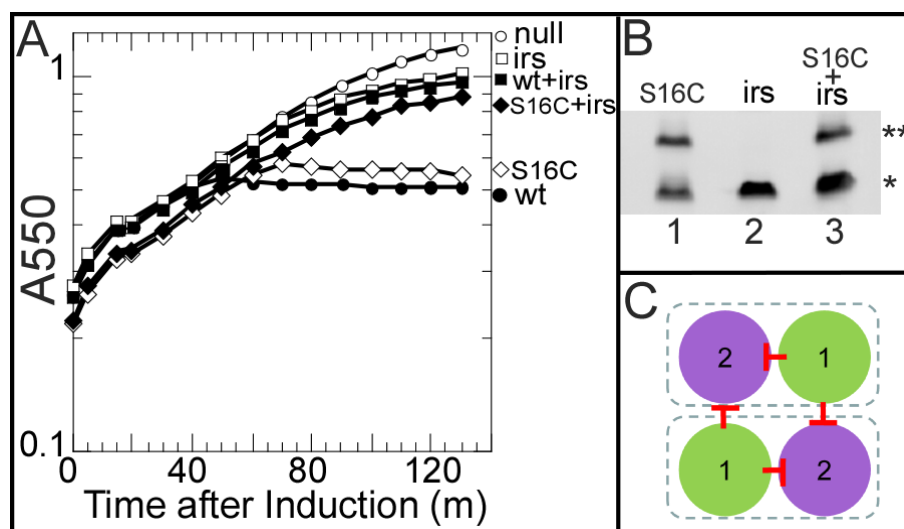 A
1
0.1
A550
0 40 80 120
Time after Induction (m)
null
irs
wt+irs
S16C+irs
S16C
wt
B
S16C irs S16C
+
irs
**
*
1 2 3
C
2 1
1 2